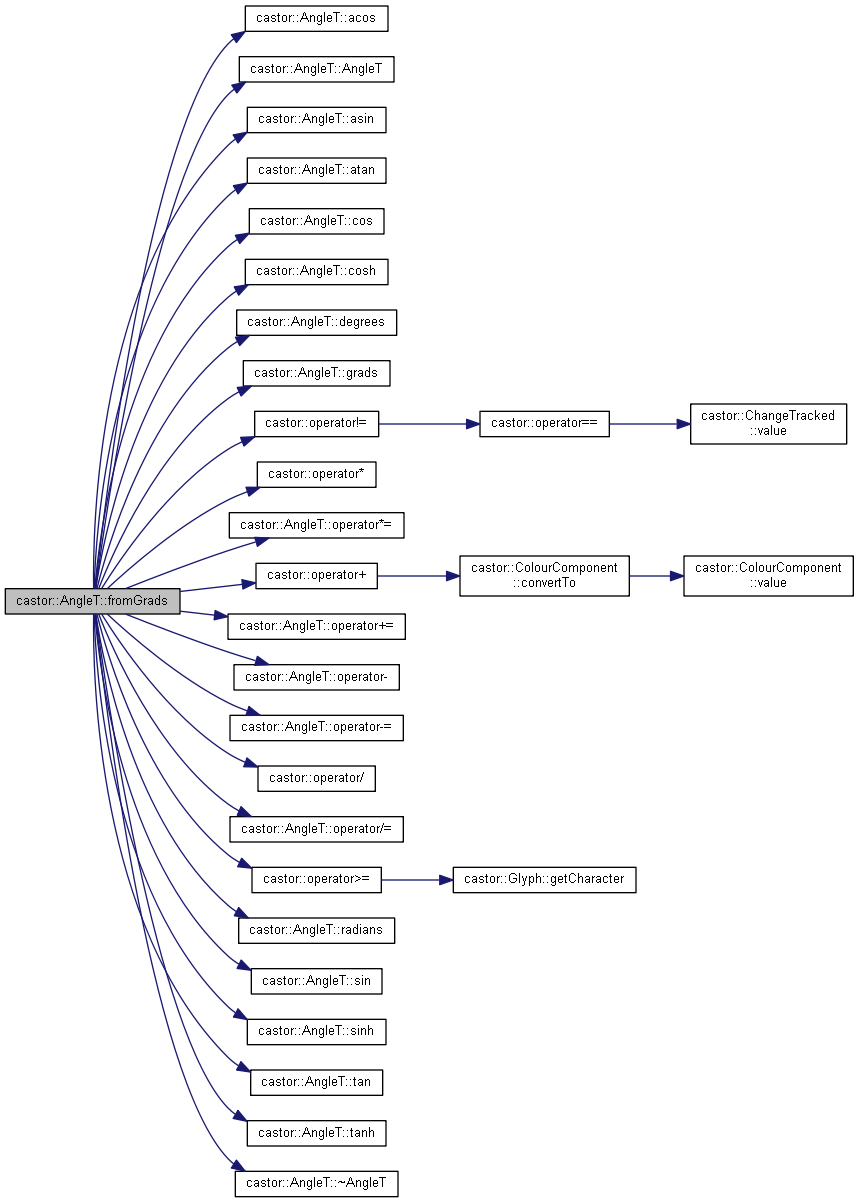 castor::AngleT::acos
castor::AngleT::AngleT
castor::AngleT::asin
castor::AngleT::atan
castor::AngleT::cos
castor::AngleT::cosh
castor::AngleT::degrees
castor::AngleT::grads
castor::operator!=
castor::operator==
castor::ChangeTracked
::value
castor::operator*
castor::AngleT::operator*=
castor::operator+
castor::ColourComponent
::convertTo
castor::ColourComponent
::value
castor::AngleT::fromGrads
castor::AngleT::operator+=
castor::AngleT::operator-
castor::AngleT::operator-=
castor::operator/
castor::AngleT::operator/=
castor::operator>=
castor::Glyph::getCharacter
castor::AngleT::radians
castor::AngleT::sin
castor::AngleT::sinh
castor::AngleT::tan
castor::AngleT::tanh
castor::AngleT::~AngleT